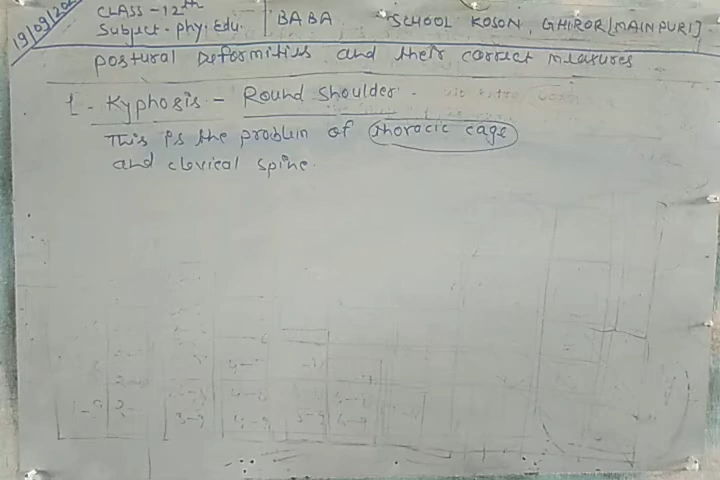 19/09/20
CLASS - 12th
Subject - Phy. Edu.
BABA SCHOOL KOSON, GHIROR [MAINPURI]
Postural Deformities and their correct measures
1 - Kyphosis - Round Shoulder.
This is the problem of thoracic cage
and clevical spine.